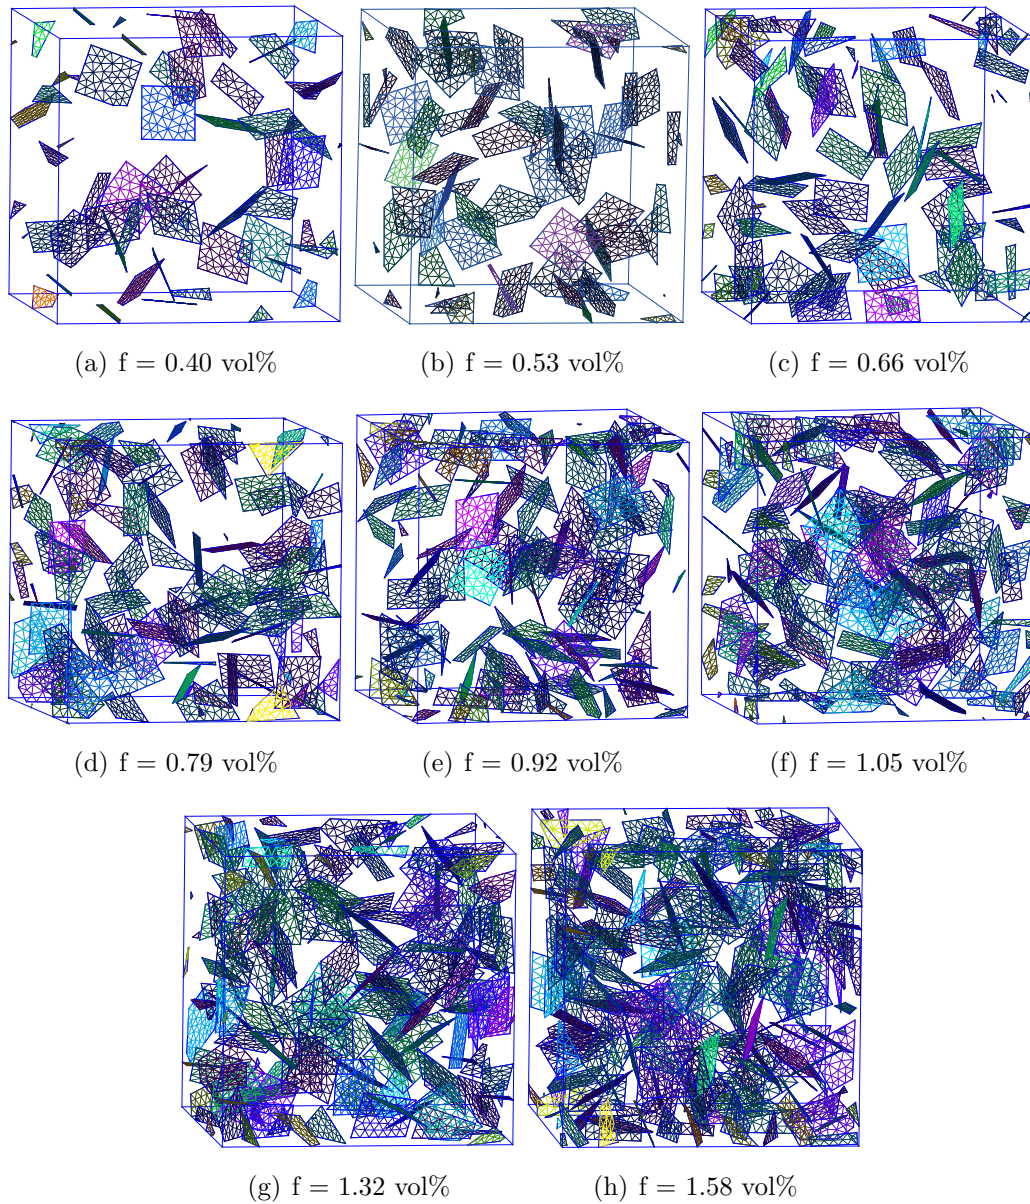 (a) f = 0.40 vol%
(b) f = 0.53 vol%
(c) f = 0.66 vol%
(d) f = 0.79 vol%
(e) f = 0.92 vol%
(f) f = 1.05 vol%
(g) f = 1.32 vol%
(h) f = 1.58 vol%